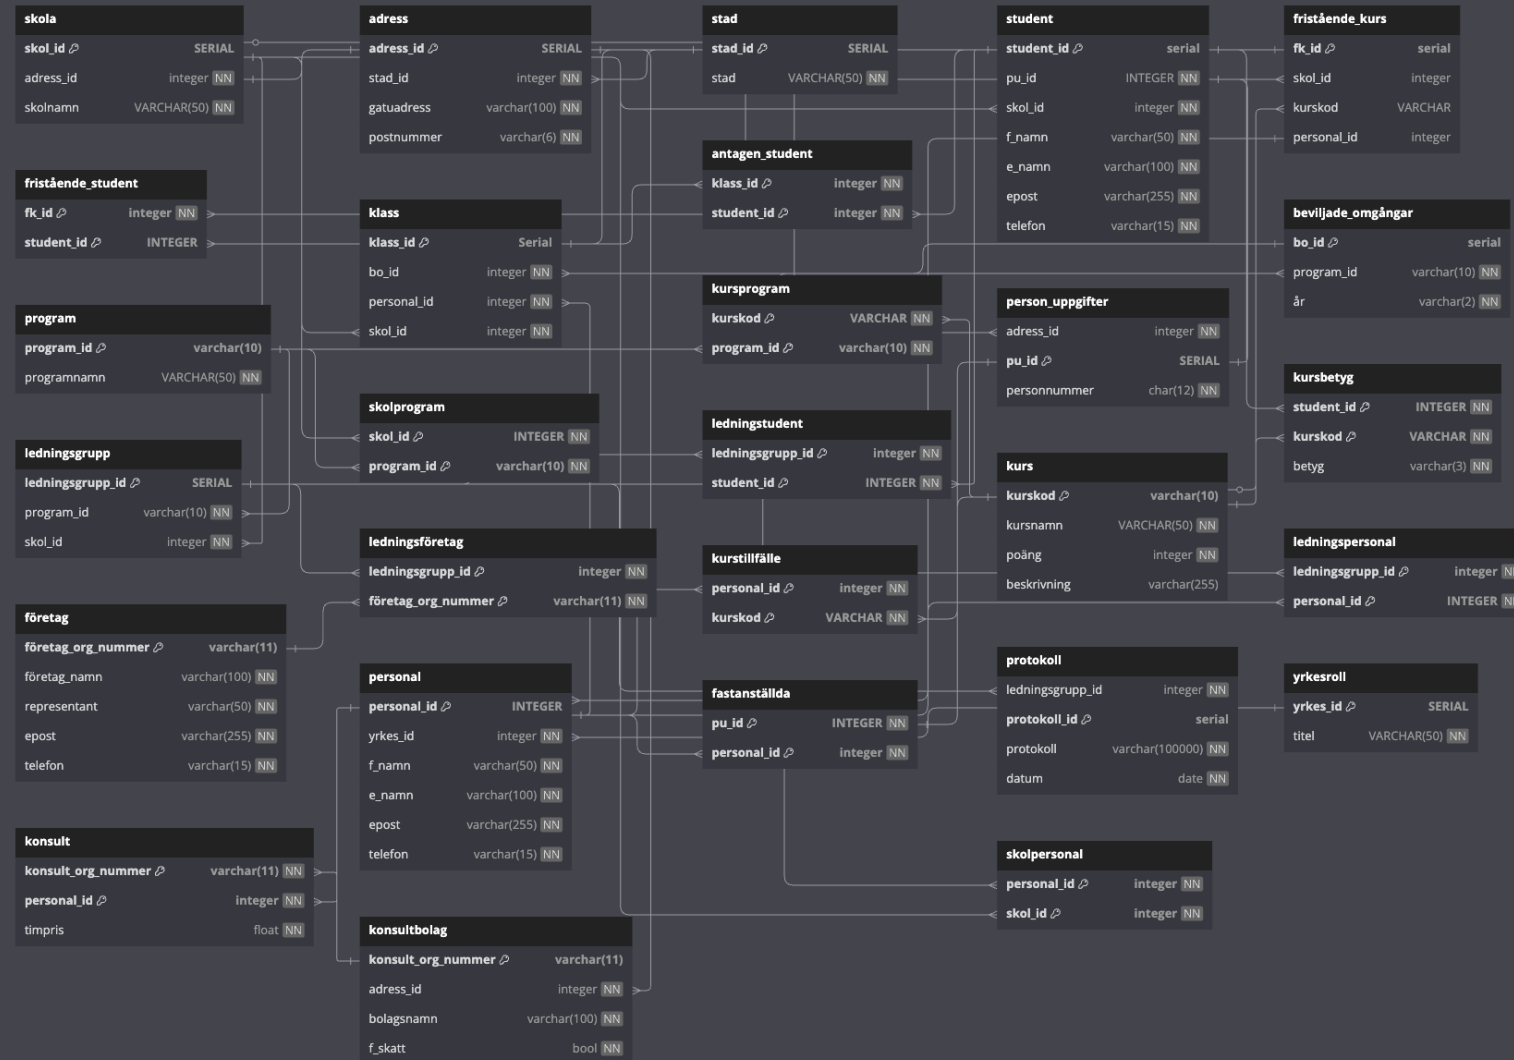 skola
skol_id SERIAL
adress_id integer NN
skolnamn VARCHAR(50) NN
fristående_student
fk_id integer NN
student_id INTEGER
program
program_id varchar(10)
programnamn VARCHAR(50) NN
ledningsgrupp
ledningsgrupp_id SERIAL
program_id varchar(10) NN
skol_id integer NN
företag
företag_org_nummer varchar(11)
företag_namn varchar(100) NN
representant varchar(50) NN
epost varchar(255) NN
telefon varchar(15) NN
konsult
konsult_org_nummer varchar(11) NN
personal_id integer NN
timpris float NN
adress
adress_id SERIAL
stad_id integer NN
gatuadress varchar(100) NN
postnummer varchar(6) NN
klass
klass_id Serial
bo_id integer NN
personal_id integer NN
skol_id integer NN
skolprogram
skol_id INTEGER NN
program_id varchar(10) NN
ledningsföretag
ledningsgrupp_id integer NN
företag_org_nummer varchar(11) NN
personal
personal_id INTEGER
yrkes_id integer NN
f_namn varchar(50) NN
e_namn varchar(100) NN
epost varchar(255) NN
telefon varchar(15) NN
konsultbolag
konsult_org_nummer varchar(11)
adress_id integer NN
bolagsnamn varchar(100) NN
f_skatt bool NN
stad
stad_id SERIAL
stad VARCHAR(50) NN
antagen_student
klass_id integer NN
student_id integer NN
kursprogram
kurskod VARCHAR NN
program_id varchar(10) NN
ledningstudent
ledningsgrupp_id integer NN
student_id INTEGER NN
kurstillfälle
personal_id integer NN
kurskod VARCHAR NN
fastanställda
pu_id INTEGER NN
personal_id integer NN
student
student_id serial
pu_id INTEGER NN
skol_id integer NN
f_namn varchar(50) NN
e_namn varchar(100) NN
epost varchar(255) NN
telefon varchar(15) NN
person_uppgifter
adress_id integer NN
pu_id SERIAL
personnummer char(12) NN
kurs
kurskod varchar(10)
kursnamn VARCHAR(50) NN
poäng integer NN
beskrivning varchar(255)
protokoll
ledningsgrupp_id integer NN
protokoll_id serial
protokoll varchar(100000) NN
datum date NN
skolpersonal
personal_id integer NN
skol_id integer NN
fristående_kurs
fk_id serial
skol_id integer
kurskod VARCHAR
personal_id integer
beviljade_omgångar
bo_id serial
program_id varchar(10) NN
år varchar(2) NN
kursbetyg
student_id INTEGER NN
kurskod VARCHAR NN
betyg varchar(3) NN
ledningspersonal
ledningsgrupp_id integer
personal_id INTEGER
yrkesroll
yrkes_id SERIAL
titel VARCHAR(50) NN